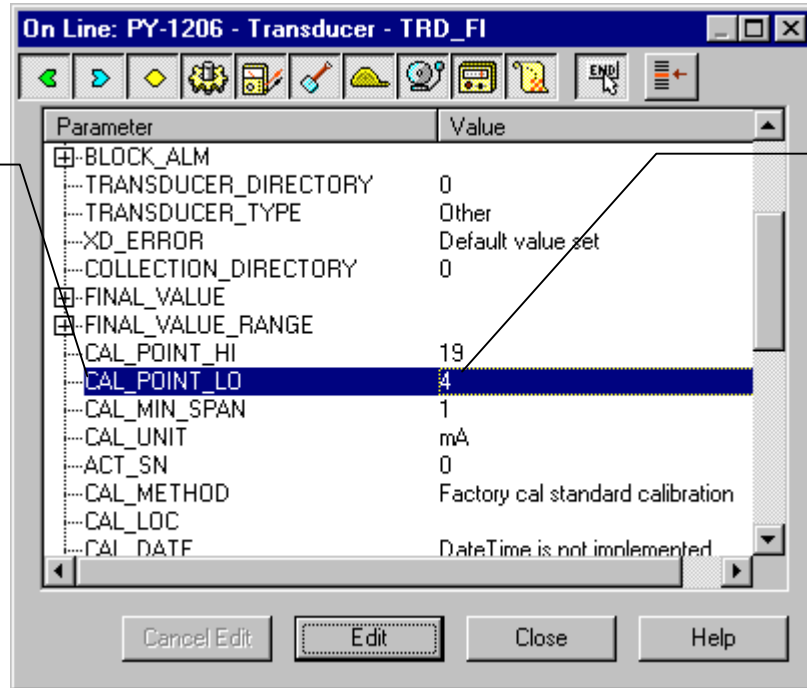 On Line: PY-1206 - Transducer - TRD_FI
END
Parameter Value
BLOCK_ALM
TRANSDUCER_DIRECTORY 0
TRANSDUCER_TYPE Other
XD_ERROR Default value set
COLLECTION_DIRECTORY 0
FINAL_VALUE
FINAL_VALUE_RANGE
CAL_POINT_HI 19
CAL_POINT_LO 4
CAL_MIN_SPAN 1
CAL_UNIT mA
ACT_SN 0
CAL_METHOD Factory cal standard calibration
CAL_LOC
CAL_DATE DateTime is not implemented
Cancel Edit Edit Close Help